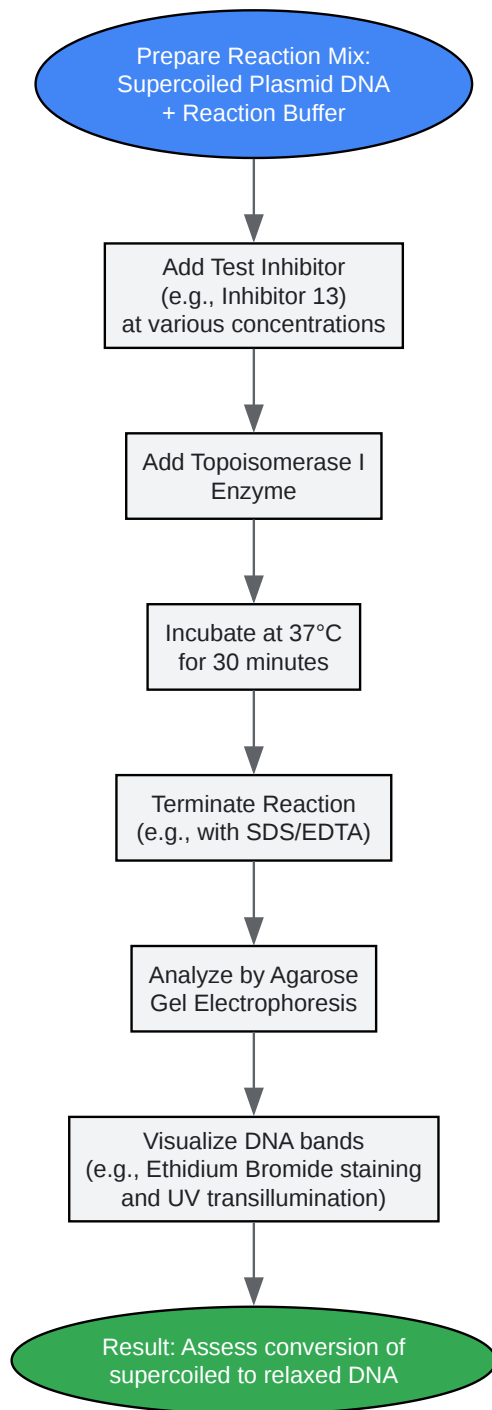 Prepare Reaction Mix:
Supercoiled Plasmid DNA
+ Reaction Buffer
Add Test Inhibitor
(e.g., Inhibitor 13)
at various concentrations
Add Topoisomerase I
Enzyme
Incubate at 37°C
for 30 minutes
Terminate Reaction
(e.g., with SDS/EDTA)
Analyze by Agarose
Gel Electrophoresis
Visualize DNA bands
(e.g., Ethidium Bromide staining
and UV transillumination)
Result: Assess conversion of
supercoiled to relaxed DNA